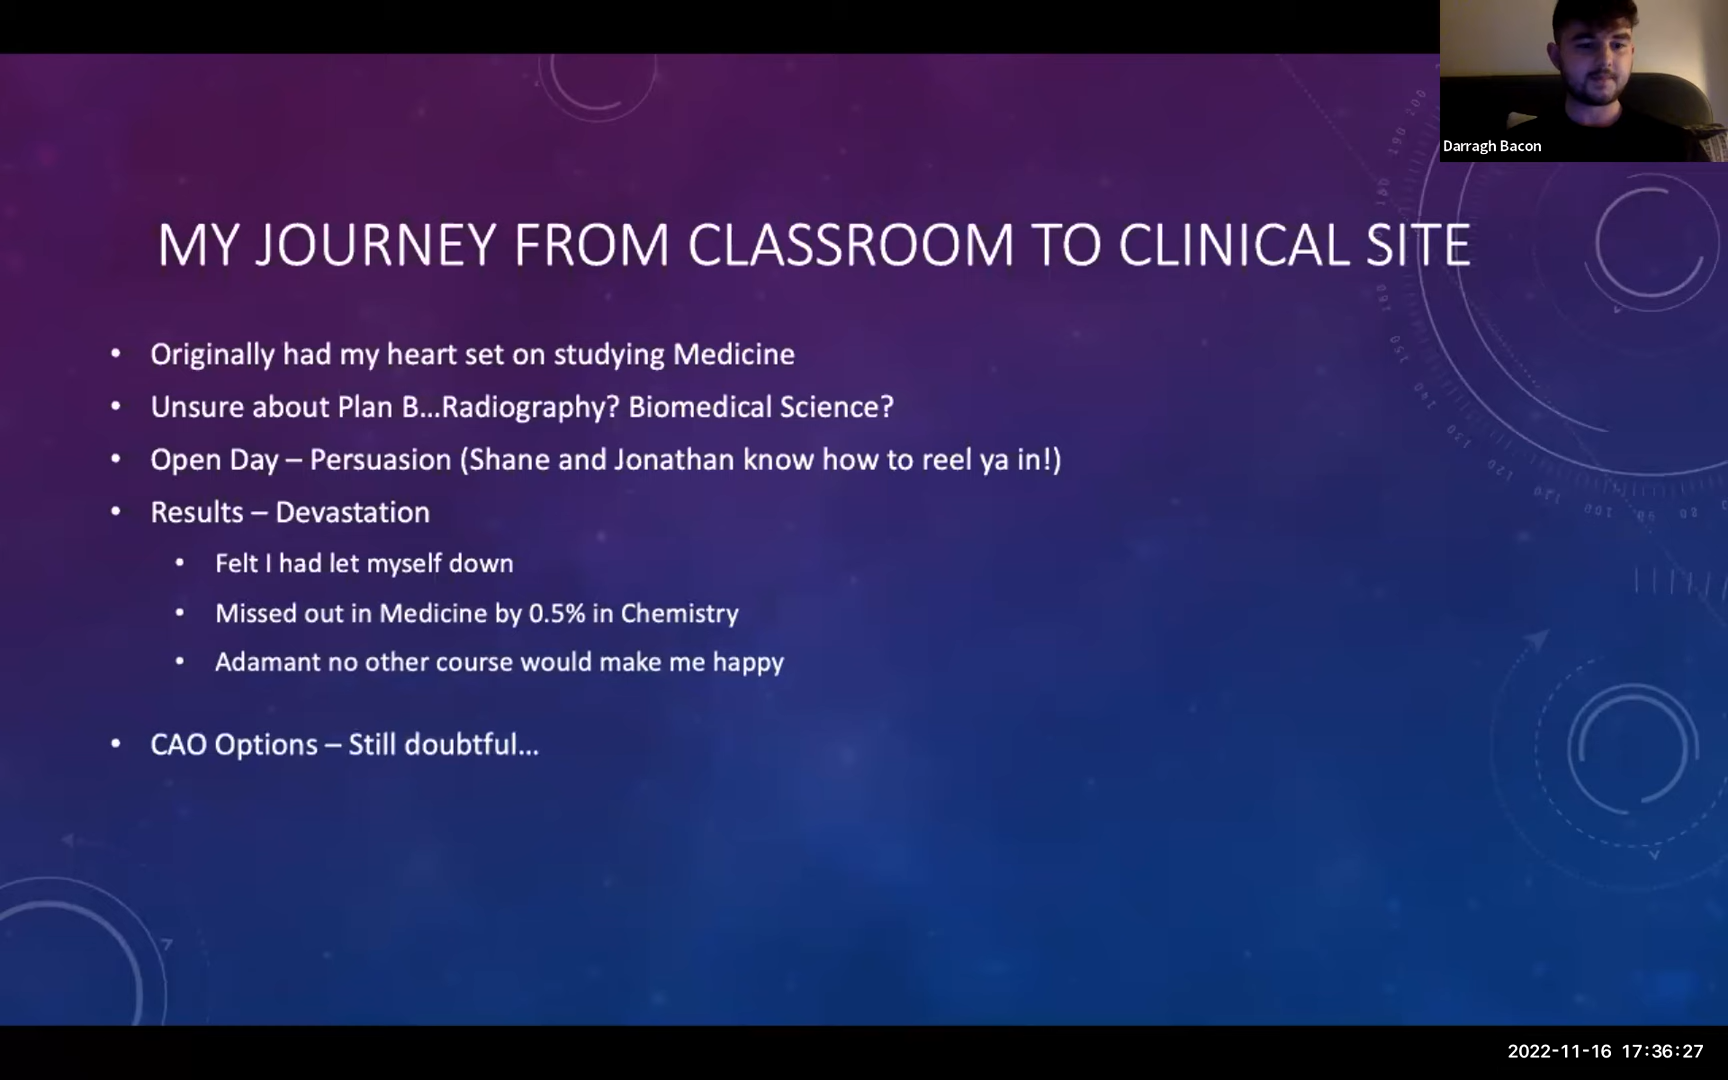 Darragh Bacon
MY JOURNEY FROM CLASSROOM TO CLINICAL SITE
• Originally had my heart set on studying Medicine
• Unsure about Plan B...Radiography? Biomedical Science?
• Open Day – Persuasion (Shane and Jonathan know how to reel ya in!)
• Results – Devastation
• Felt I had let myself down
• Missed out in Medicine by 0.5% in Chemistry
• Adamant no other course would make me happy
• CAO Options – Still doubtful...
2022-11-16 17:36:27